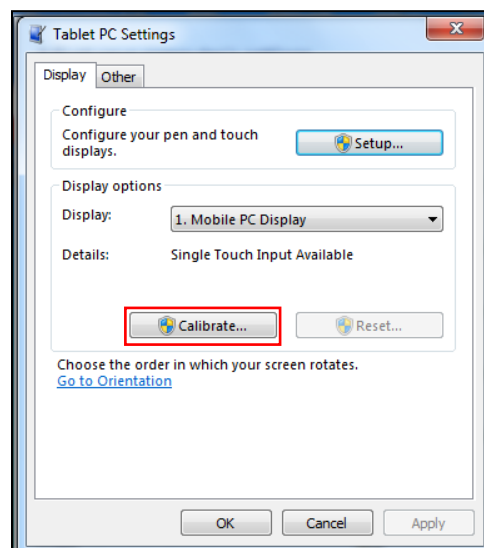 Tablet PC Settings
Display Other
Configure
Configure your pen and touch
displays.
Setup...
Display options
Display:
1. Mobile PC Display
Details:
Single Touch Input Available
Calibrate...
Reset...
Choose the order in which your screen rotates.
Go to Orientation
OK Cancel Apply